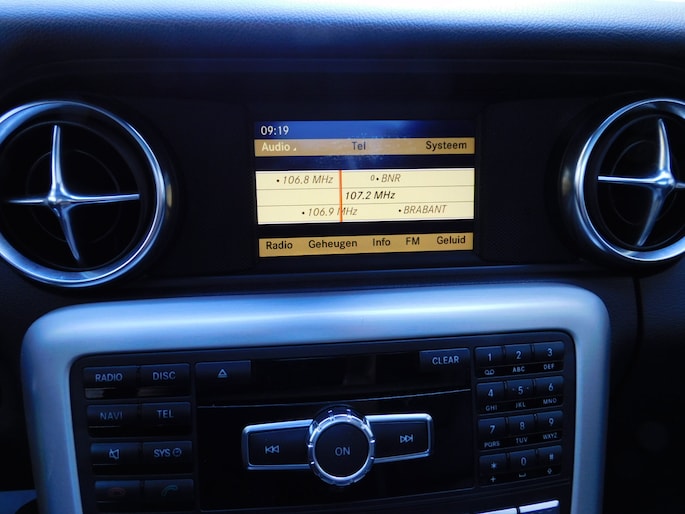 09:19
Audio Tel Systeem
106.8 MHz 0 BNR
107.2 MHz
106.9 MHz BRABANT
Radio Geheugen Info FM Geluid
RADIO DISC CLEAR
NAVI TEL
SYS
ON
1 2 ABC 3 DEF
4 GHI 5 JKL 6 MNO
7 PQRS 8 TUV 9 WXYZ
* 0 #